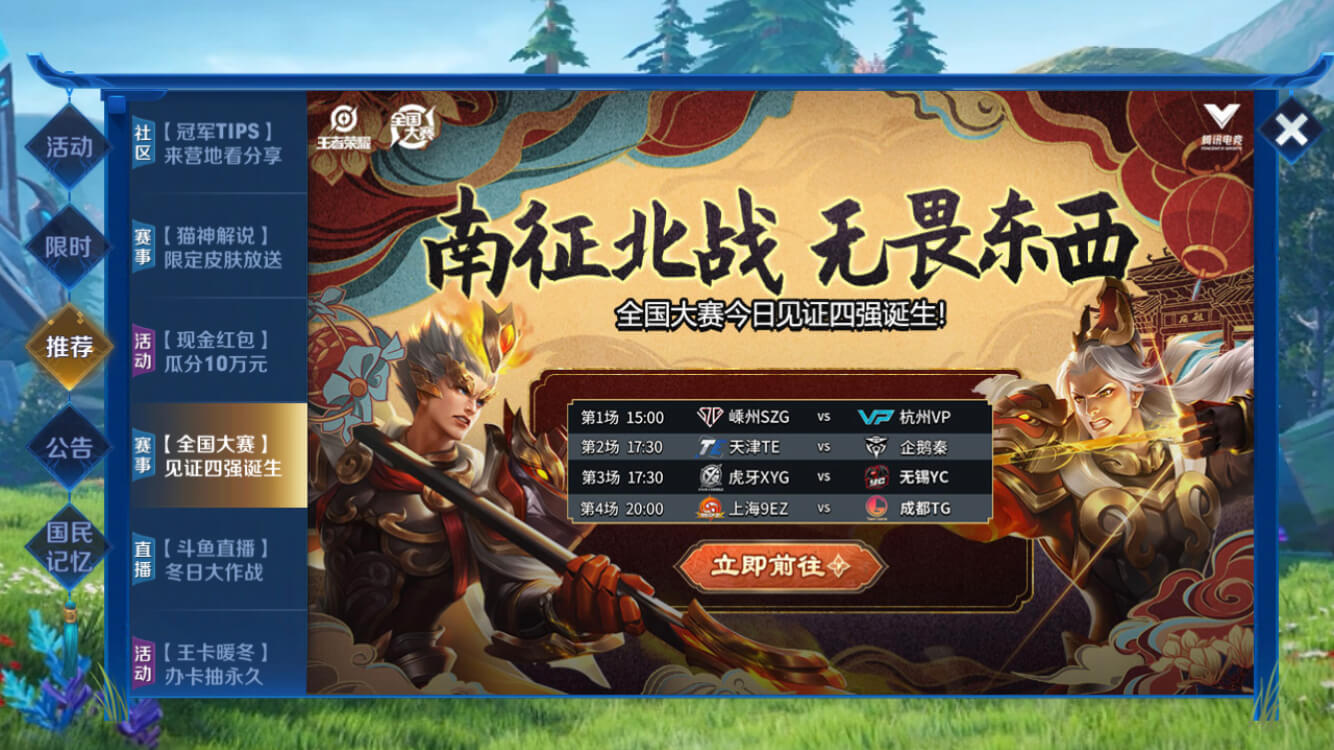 活动
限时
推荐
公告
国民
记忆
社区
【冠军TIPS】
来营地看分享
赛事
【猫神解说】
限定皮肤放送
活动
【现金红包】
瓜分10万元
赛事
【全国大赛】
见证四强诞生
直播
【斗鱼直播】
冬日大作战
活动
【王卡暖冬】
办卡抽永久
王者荣耀
全国大赛
腾讯电竞
南征北战 无畏东西
全国大赛今日见证四强诞生!
第1场 15:00 嵊州SZG VS VP 杭州VP
第2场 17:30 TE 天津TE VS 企鹅秦
第3场 17:30 虎牙XYG VS YC 无锡YC
第4场 20:00 上海9EZ VS 成都TG
立即前往